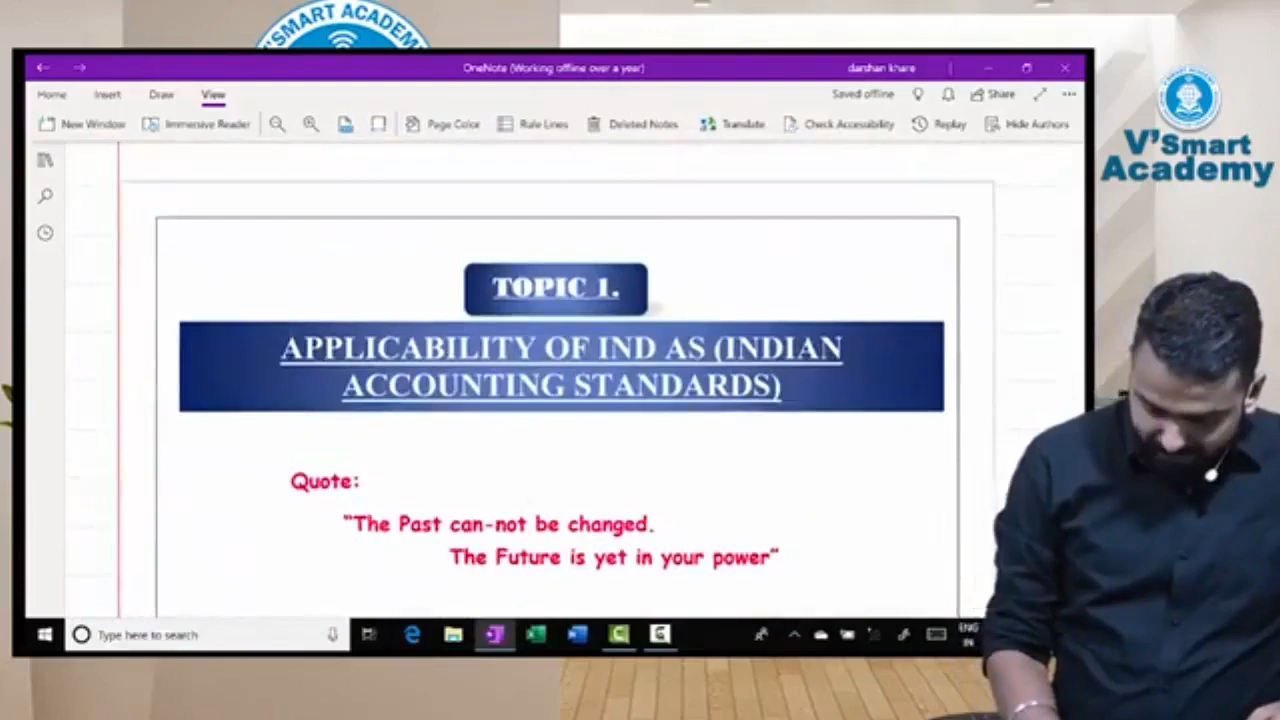 V'SMART ACADEMY
OneNote (Working offline over a year)
darshan khare
Home
Insert
Draw
View
Saved offline
Share
New Window
Immersive Reader
Page Color
Rule Lines
Deleted Notes
Translate
Check Accessibility
Replay
Hide Authors
V'Smart
Academy
TOPIC 1.
APPLICABILITY OF IND AS (INDIAN
ACCOUNTING STANDARDS)
Quote:
"The Past can-not be changed.
The Future is yet in your power"
Type here to search
ENG
IN